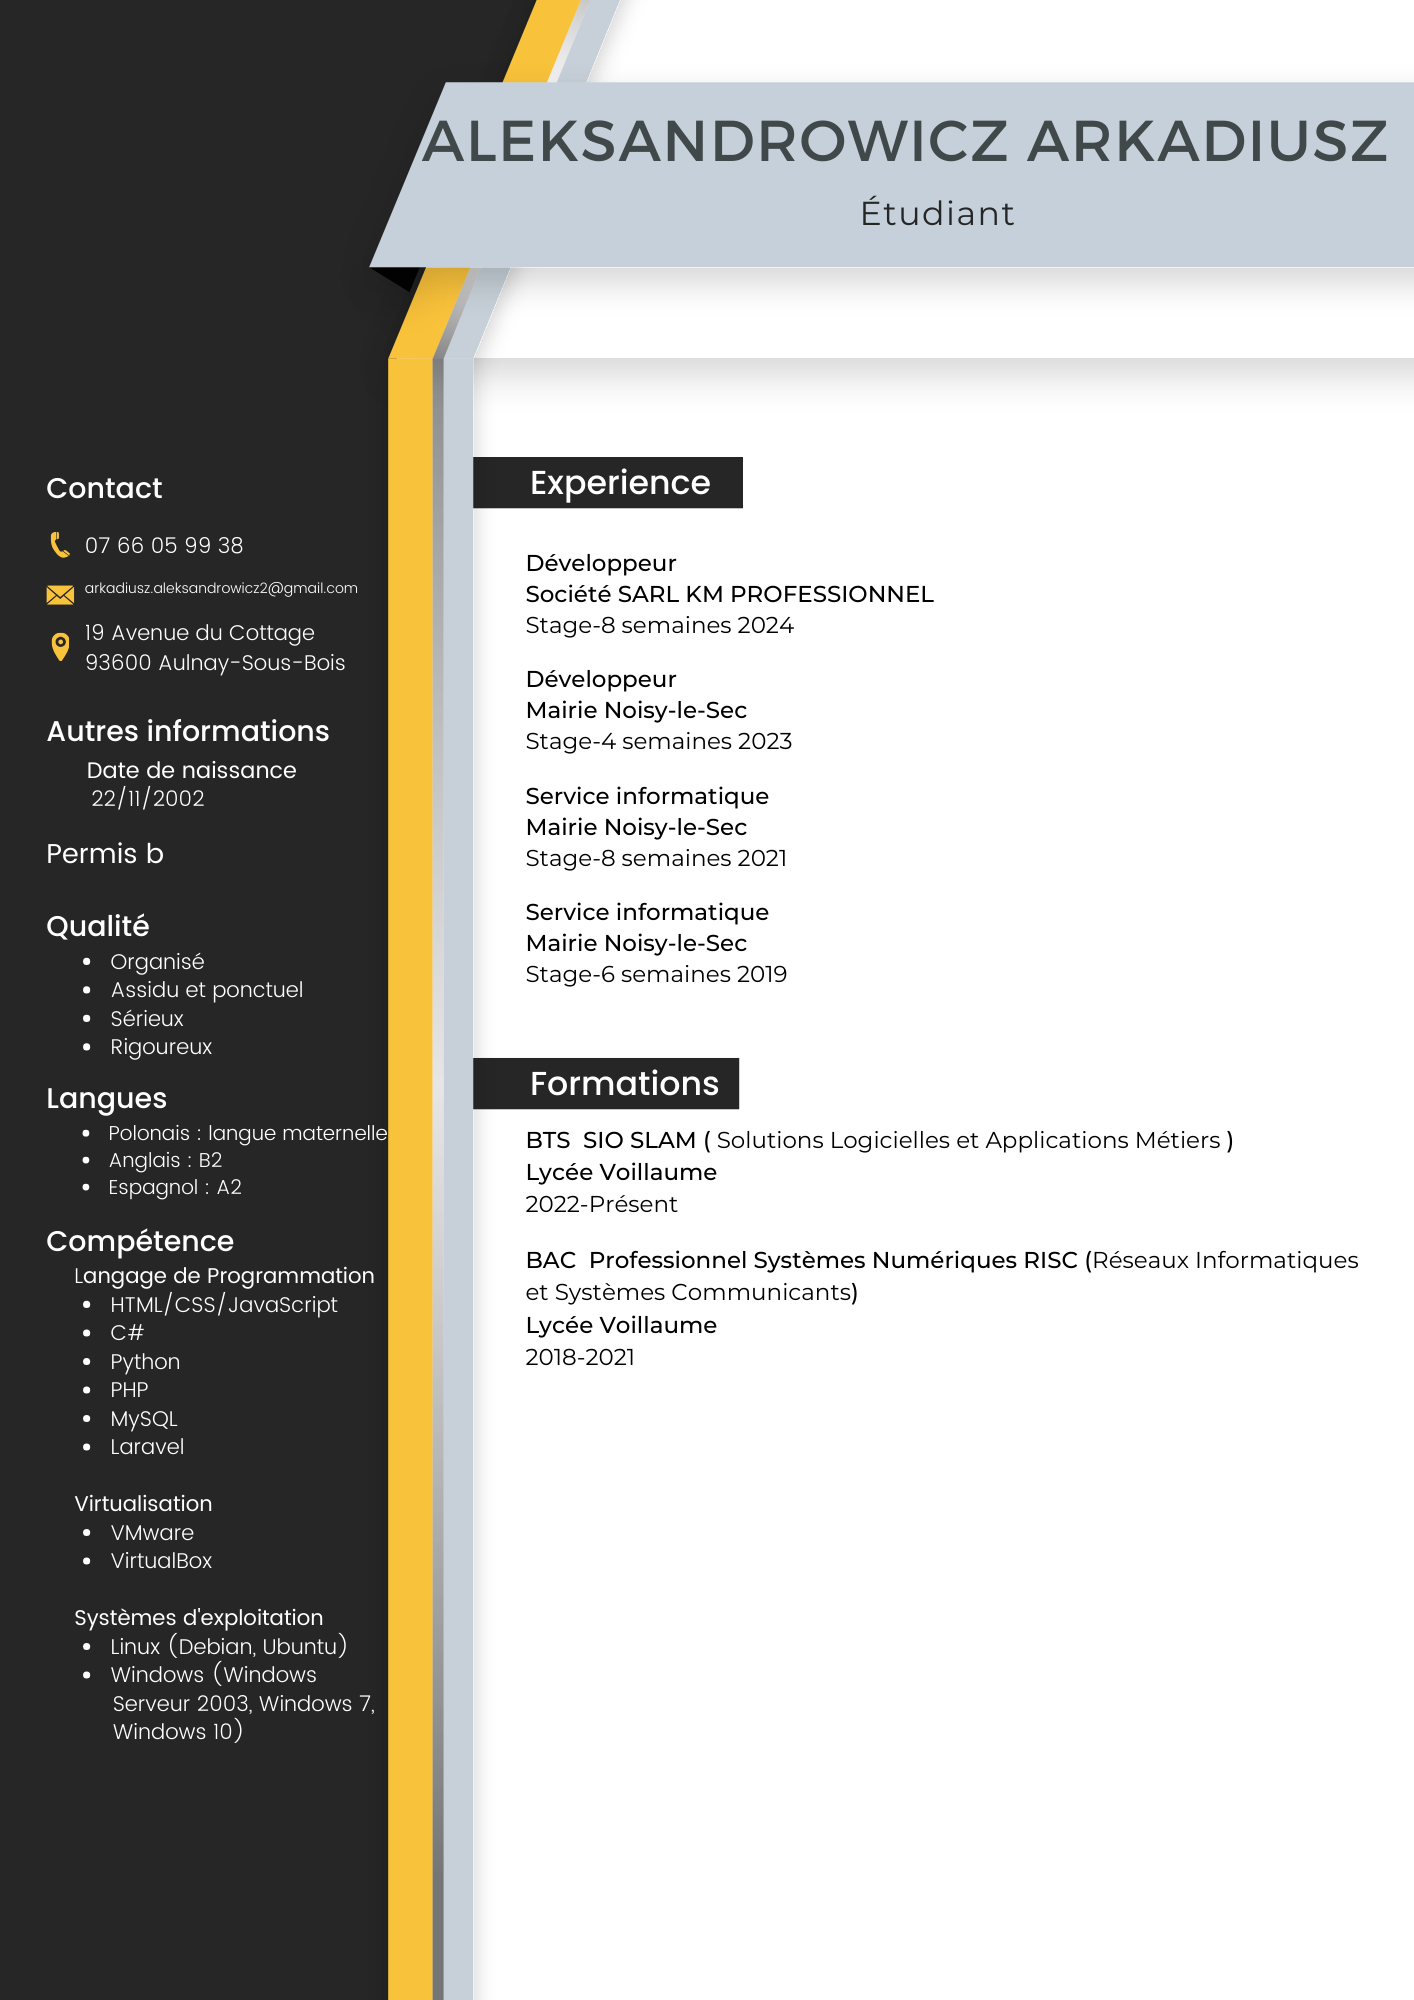 ALEKSANDROWICZ ARKADIUSZ
Étudiant
Contact
07 66 05 99 38
arkadiusz.aleksandrowicz2@gmail.com
19 Avenue du Cottage
93600 Aulnay-Sous-Bois
Autres informations
Date de naissance
22/11/2002
Permis b
Qualité
• Organisé
• Assidu et ponctuel
• Sérieux
• Rigoureux
Langues
• Polonais : langue maternelle
• Anglais : B2
• Espagnol : A2
Compétence
Langage de Programmation
• HTML/CSS/JavaScript
• C#
• Python
• PHP
• MySQL
• Laravel
Virtualisation
• VMware
• VirtualBox
Systèmes d'exploitation
• Linux (Debian, Ubuntu)
• Windows (Windows
Serveur 2003, Windows 7,
Windows 10)
Experience
Développeur
Société SARL KM PROFESSIONNEL
Stage-8 semaines 2024
Développeur
Mairie Noisy-le-Sec
Stage-4 semaines 2023
Service informatique
Mairie Noisy-le-Sec
Stage-8 semaines 2021
Service informatique
Mairie Noisy-le-Sec
Stage-6 semaines 2019
Formations
BTS  SIO SLAM ( Solutions Logicielles et Applications Métiers )
Lycée Voillaume
2022-Présent
BAC  Professionnel Systèmes Numériques RISC (Réseaux Informatiques
et Systèmes Communicants)
Lycée Voillaume
2018-2021